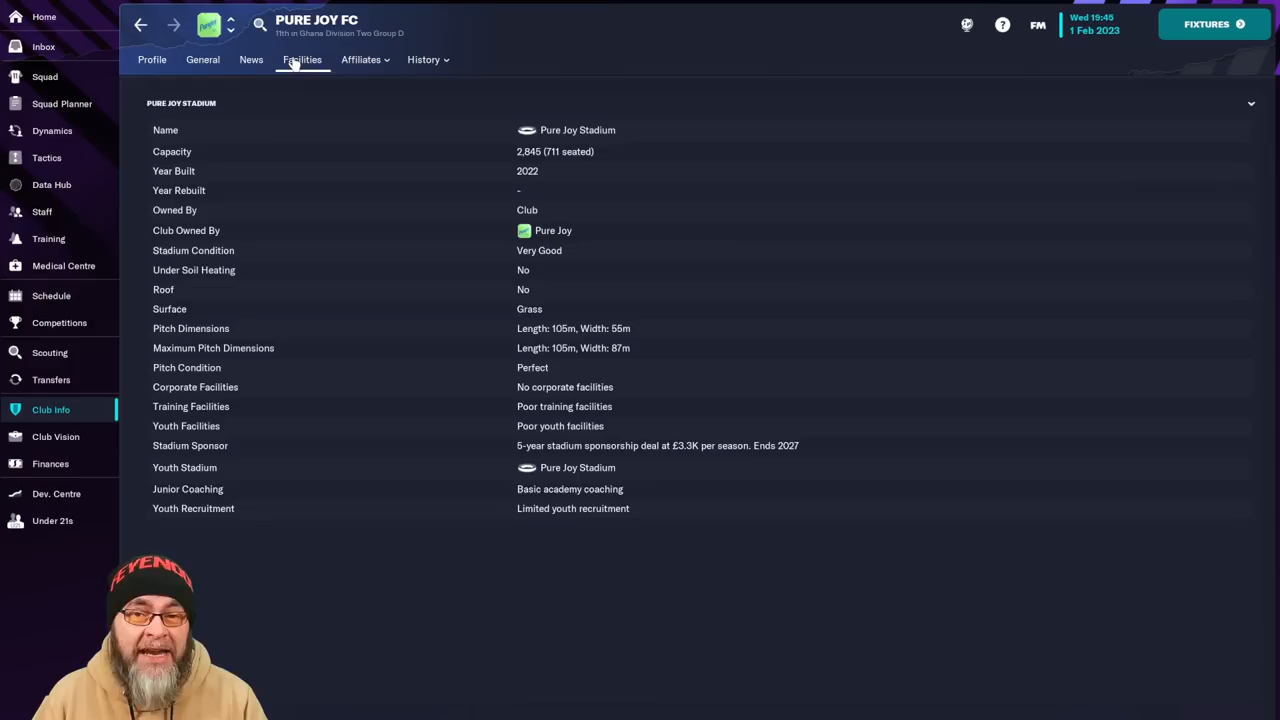 Home
Inbox
Squad
Squad Planner
Dynamics
Tactics
Data Hub
Staff
Training
Medical Centre
Schedule
Competitions
Scouting
Transfers
Club Info
Club Vision
Finances
Dev. Centre
Under 21s
PURE JOY FC
11th in Ghana Division Two Group D
FM
Wed 19:45
1 Feb 2023
FIXTURES
Profile General News Facilities Affiliates History
PURE JOY STADIUM
Name Pure Joy Stadium
Capacity 2,845 (711 seated)
Year Built 2022
Year Rebuilt -
Owned By Club
Club Owned By Pure Joy
Stadium Condition Very Good
Under Soil Heating No
Roof No
Surface Grass
Pitch Dimensions Length: 105m, Width: 55m
Maximum Pitch Dimensions Length: 105m, Width: 87m
Pitch Condition Perfect
Corporate Facilities No corporate facilities
Training Facilities Poor training facilities
Youth Facilities Poor youth facilities
Stadium Sponsor 5-year stadium sponsorship deal at £3.3K per season. Ends 2027
Youth Stadium Pure Joy Stadium
Junior Coaching Basic academy coaching
Youth Recruitment Limited youth recruitment